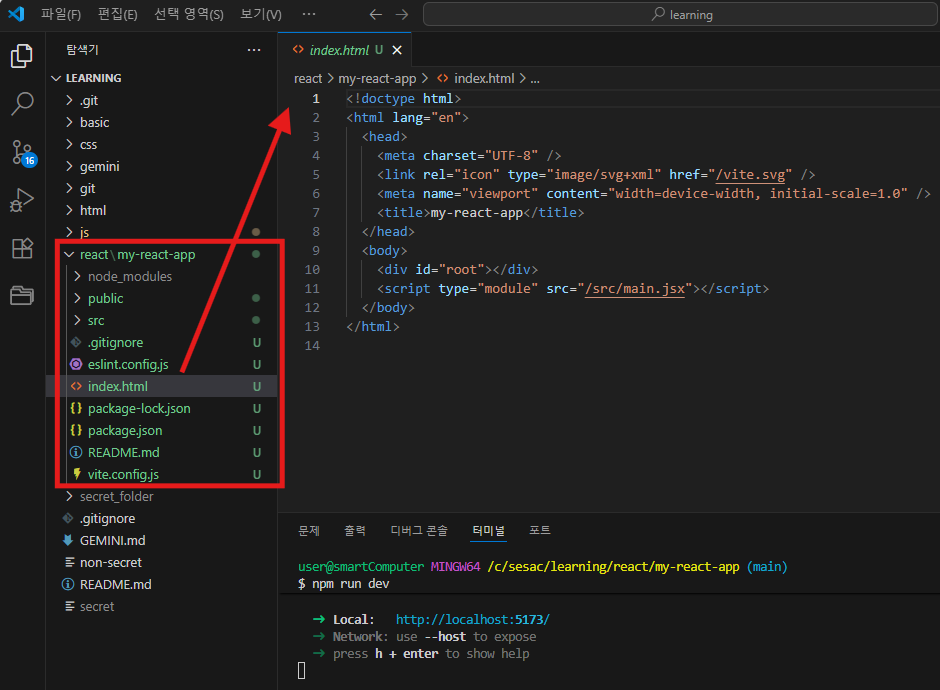 파일(F) 편집(E) 선택 영역(S) 보기(V) ··· learning
탐색기 ···
LEARNING
.git
basic
css
gemini
git
html
js
react\my-react-app
node_modules
public
src
.gitignore U
eslint.config.js U
index.html U
package-lock.json U
package.json U
README.md U
vite.config.js U
secret_folder
.gitignore
GEMINI.md
non-secret
README.md
secret
16
index.html U
react > my-react-app > index.html > ...
1 <!doctype html>
2 <html lang="en">
3 <head>
4 <meta charset="UTF-8" />
5 <link rel="icon" type="image/svg+xml" href="/vite.svg" />
6 <meta name="viewport" content="width=device-width, initial-scale=1.0" />
7 <title>my-react-app</title>
8 </head>
9 <body>
10 <div id="root"></div>
11 <script type="module" src="/src/main.jsx"></script>
12 </body>
13 </html>
14
문제 출력 디버그 콘솔 터미널 포트
user@smartComputer MINGW64 /c/sesac/learning/react/my-react-app (main)
$ npm run dev
➜ Local: http://localhost:5173/
➜ Network: use --host to expose
➜ press h + enter to show help